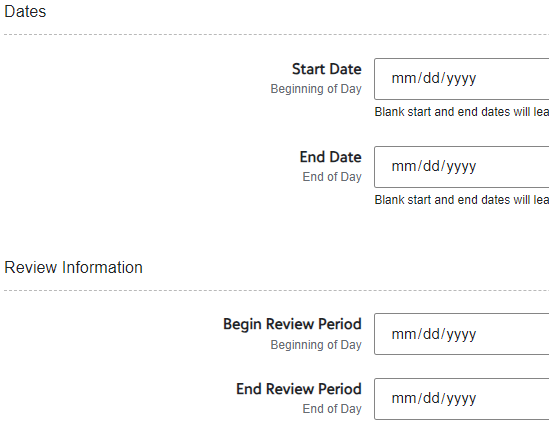 Dates
Start Date
mm/dd/yyyy
Beginning of Day
Blank start and end dates will lea
End Date
mm/dd/yyyy
End of Day
Blank start and end dates will lea
Review Information
Begin Review Period
mm/dd/yyyy
Beginning of Day
End Review Period
mm/dd/yyyy
End of Day